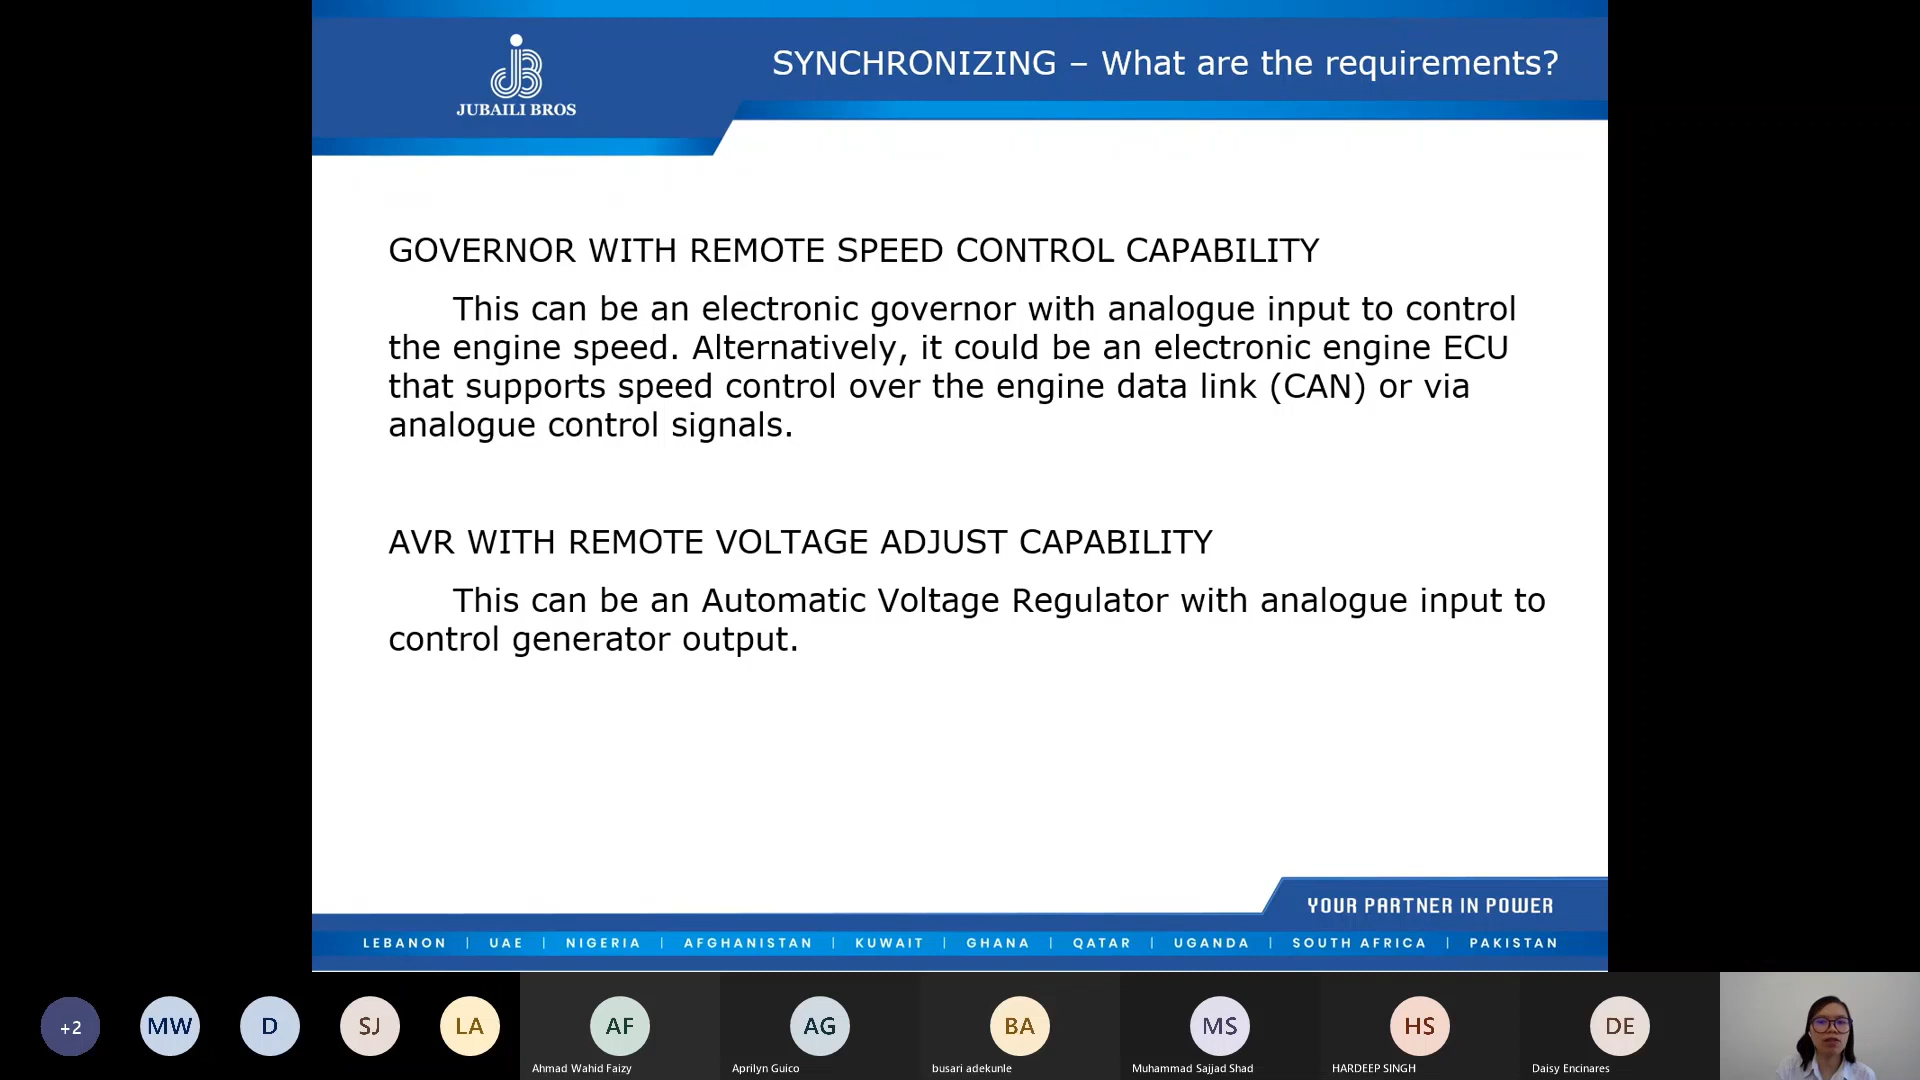 JUBAILI BROS
SYNCHRONIZING – What are the requirements?
GOVERNOR WITH REMOTE SPEED CONTROL CAPABILITY
This can be an electronic governor with analogue input to control
the engine speed. Alternatively, it could be an electronic engine ECU
that supports speed control over the engine data link (CAN) or via
analogue control signals.
AVR WITH REMOTE VOLTAGE ADJUST CAPABILITY
This can be an Automatic Voltage Regulator with analogue input to
control generator output.
YOUR PARTNER IN POWER
LEBANON | UAE | NIGERIA | AFGHANISTAN | KUWAIT | GHANA | QATAR | UGANDA | SOUTH AFRICA | PAKISTAN
+2 MW D SJ LA AF AG BA MS HS DE
Ahmad Wahid Faizy Aprilyn Guico busari adekunle Muhammad Sajjad Shad HARDEEP SINGH Daisy Encinares